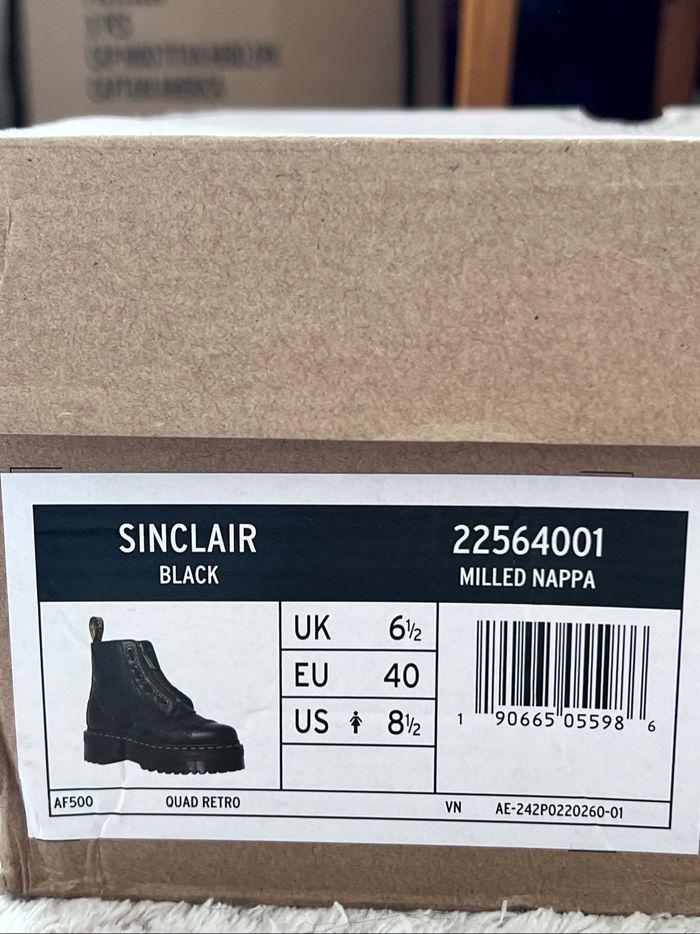 SINCLAIR
BLACK
22564001
MILLED NAPPA
UK 6½
EU 40
US 8½
1 90665 05598 6
AF500 QUAD RETRO VN AE-242P0220260-01